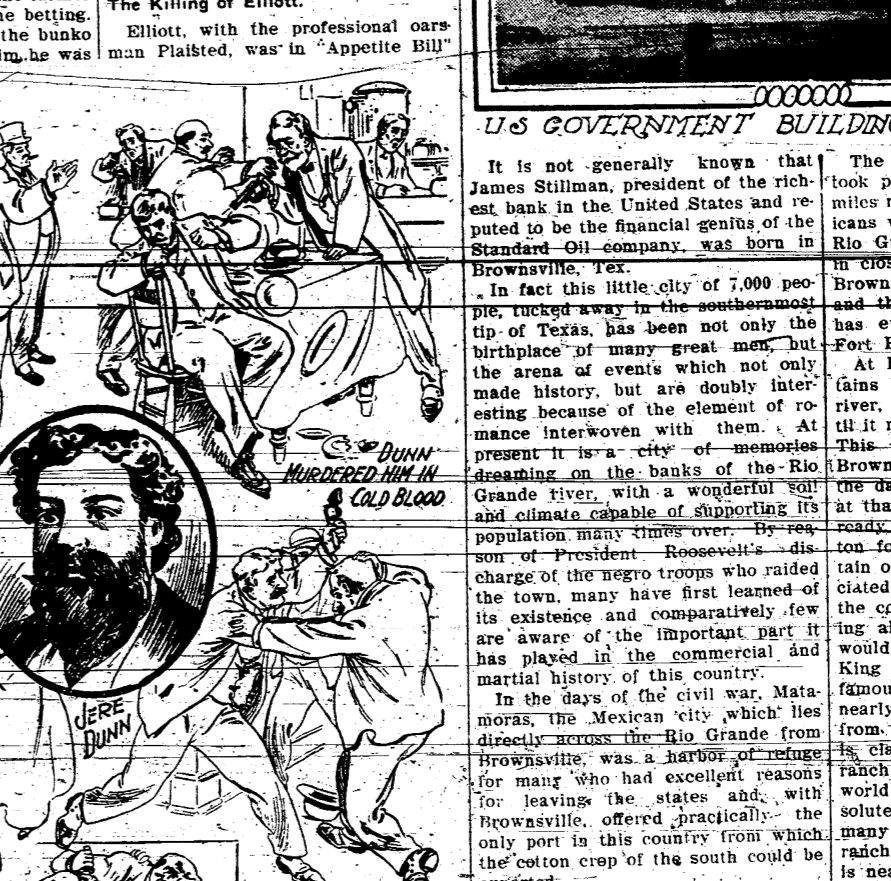 he betting.
the bunko
im he was
The Killing of Elliott.
Elliott, with the professional oars-
man Plaisted, was in "Appetite Bill"
DUNN
MURDERED HIM IN
COLD BLOOD
JERE
DUNN
U.S GOVERNMENT BUILDIN
It is not generally known that
James Stillman, president of the rich-
est bank in the United States and re-
puted to be the financial genius of the
Standard Oil company, was born in
Brownsville, Tex.
In fact this little city of 7,000 peo-
ple, tucked away in the southernmost
tip of Texas, has been not only the
birthplace of many great men, but
the arena of events which not only
made history, but are doubly inter-
esting because of the element of ro-
mance interwoven with them. At
present it is a city of memories
dreaming on the banks of the Rio
Grande river, with a wonderful soil
and climate capable of supporting its
population many times over. By rea-
son of President Roosevelt's dis-
charge of the negro troops who raided
the town, many have first learned of
its existence and comparatively few
are aware of the important part it
has played in the commercial and
martial history of this country.
In the days of the civil war, Mata-
moras, the Mexican city which lies
directly across the Rio Grande from
Brownsville, was a harbor of refuge
for many who had excellent reasons
for leaving the states and, with
Brownsville, offered practically the
only port in this country from which
the cotton crop of the south could be
The
took p
miles
icans
Rio G
in clos
Brown
and th
has e
Fort
At
tains
river,
til it
This
Brown
the da
at tha
ready
ton fo
tain o
ciated
the co
ing al
would
King
famou
nearly
from.
is cla
ranch
world
solute
many
ranch
is nes